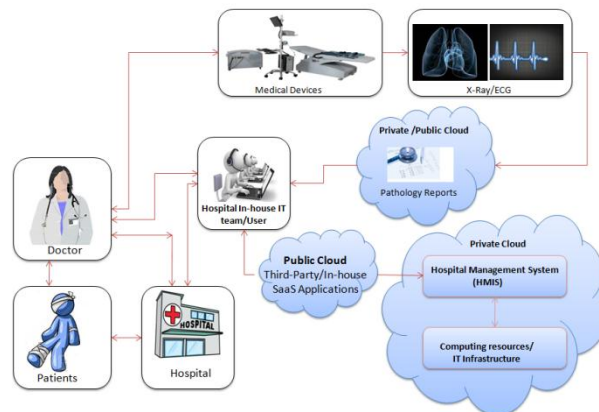 Medical Devices
X-Ray/ECG
Private /Public Cloud
Pathology Reports
Hospital In-house IT
team/User
Doctor
Public Cloud
Third-Party/In-house
SaaS Applications
Private Cloud
Hospital Management System
(HMIS)
Computing resources/
IT Infrastructure
HOSPITAL
Patients
Hospital